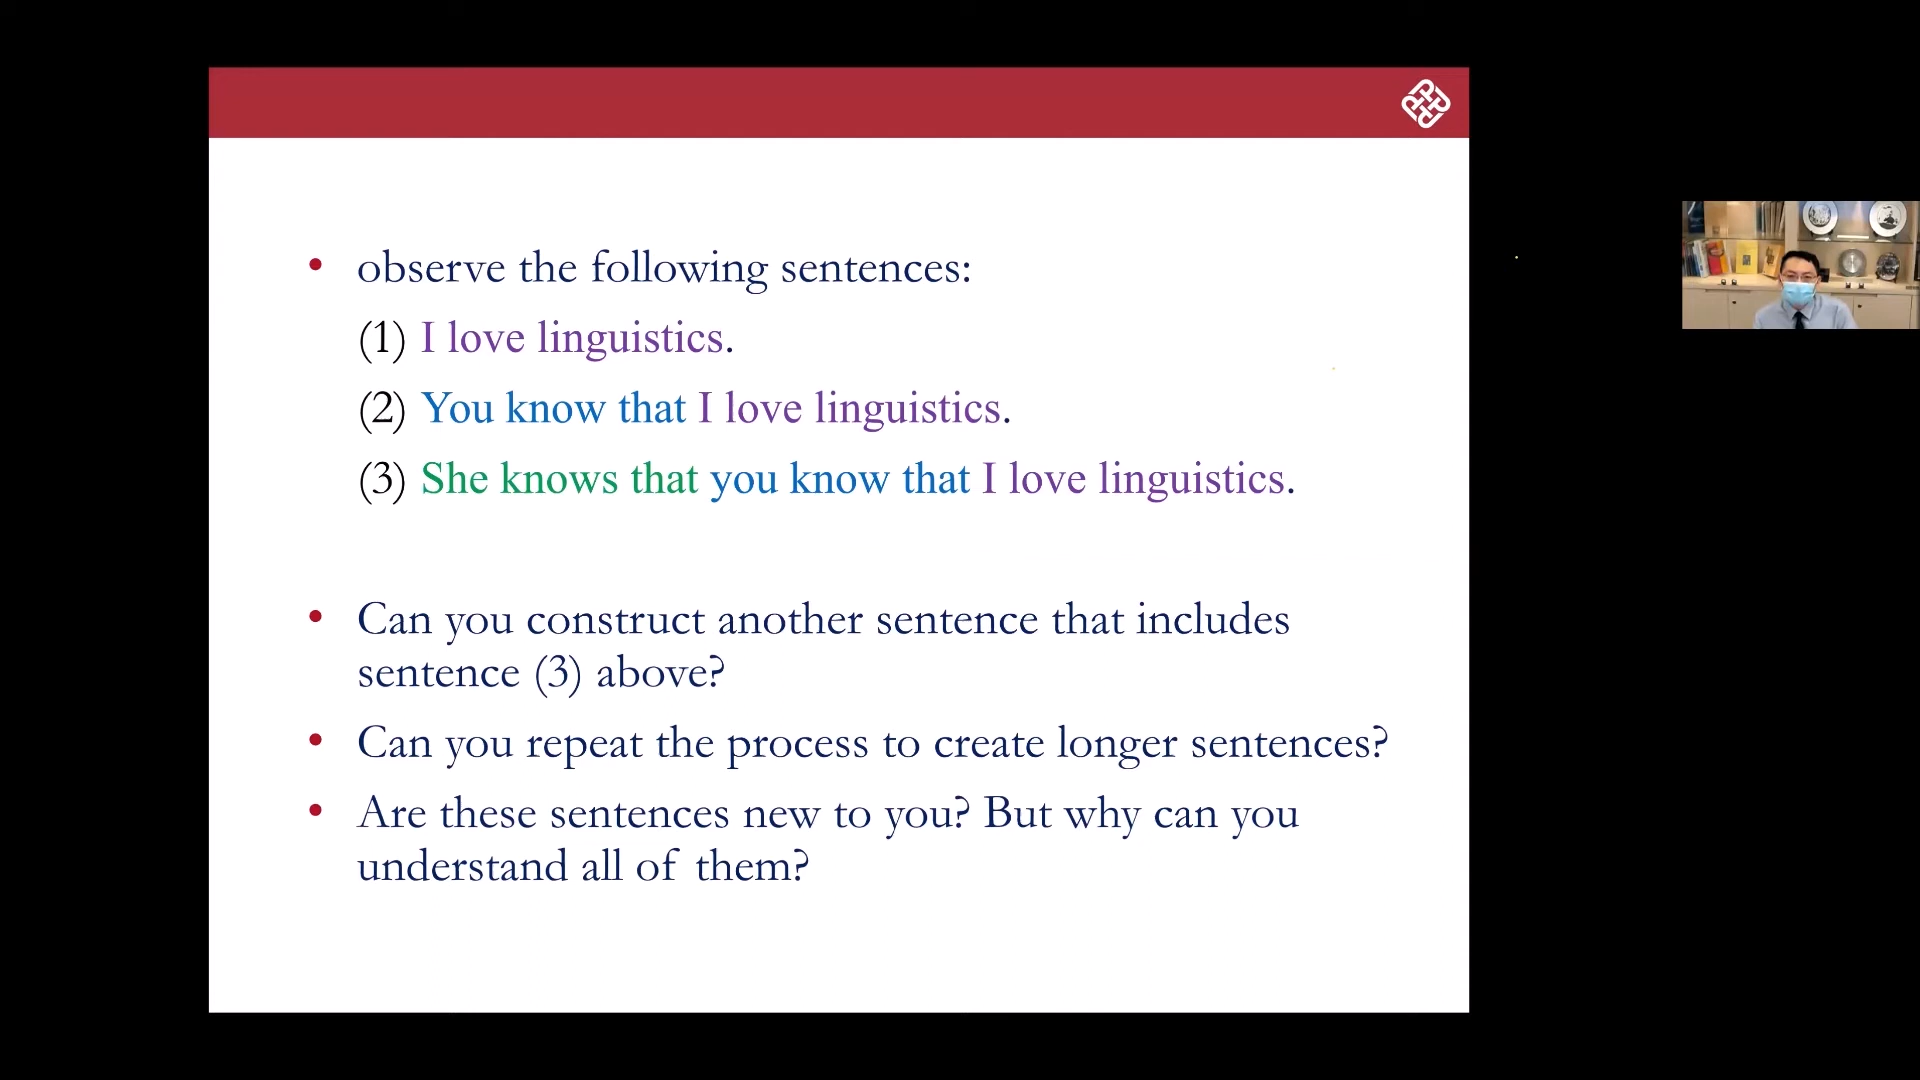 • observe the following sentences:
(1) I love linguistics.
(2) You know that I love linguistics.
(3) She knows that you know that I love linguistics.
• Can you construct another sentence that includes
sentence (3) above?
• Can you repeat the process to create longer sentences?
• Are these sentences new to you? But why can you
understand all of them?